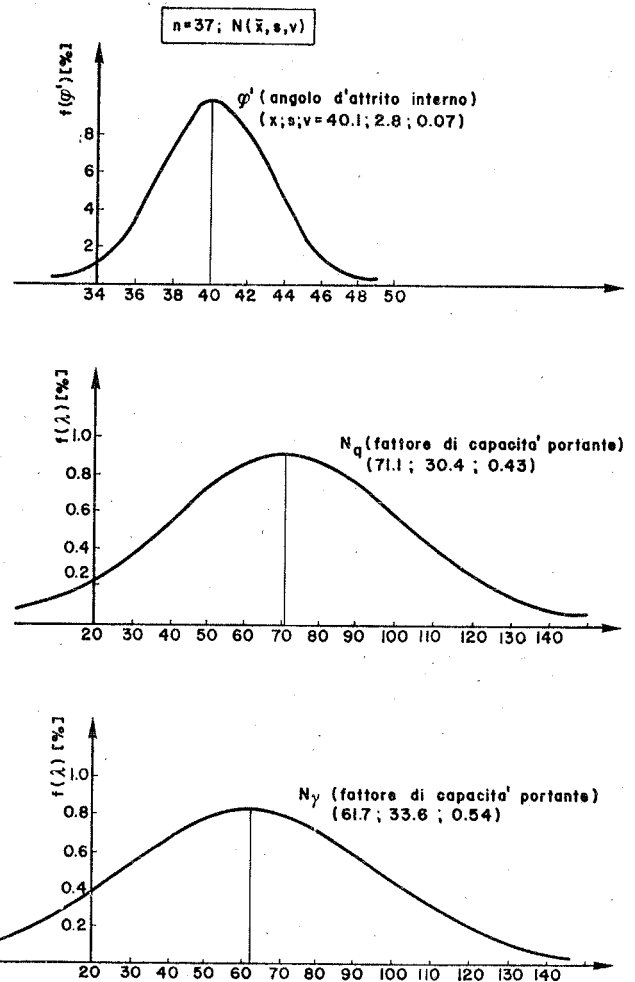 n=37; N(x̄,s,v)
f(φ') [%]
φ' (angolo d'attrito interno)
(x;s;v=40.1; 2.8; 0.07)
8
6
4
2
34 36 38 40 42 44 46 48 50
f(λ) [%]
1.0
Nq (fattore di capacita' portante)
(71.1; 30.4; 0.43)
0.8
0.6
0.4
0.2
20 30 40 50 60 70 80 90 100 110 120 130 140
f(λ) [%]
1.0
Nγ (fattore di capacita' portante)
(61.7; 33.6; 0.54)
0.8
0.6
0.4
0.2
20 30 40 50 60 70 80 90 100 110 120 130 140